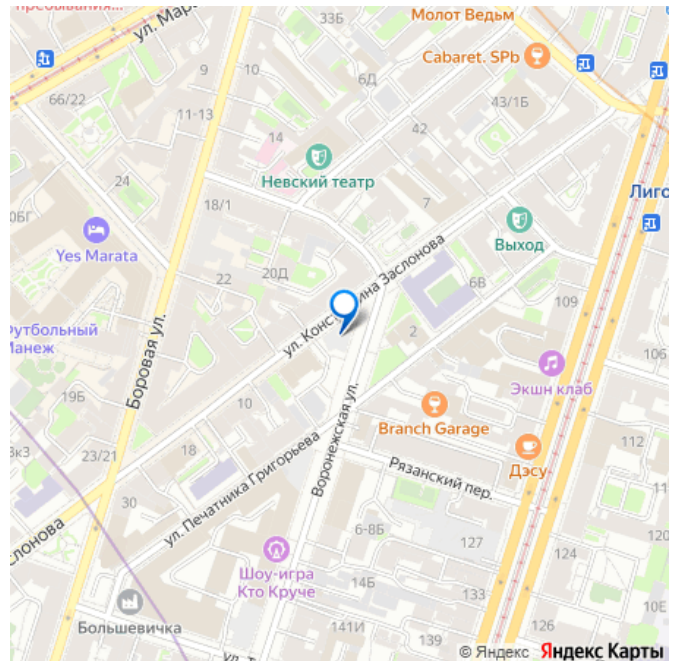 пребывания...
Молот Ведьм
33Б
ул. Мар
Cabaret. SPb
9
10
6Д
66/22
43/1Б
11-13
42
14
Невский театр
24
7
Лиго
18/1
Выход
Yes Marata
22
20Д
6В
109
ул. Константина Заслонова
2
106
Футбольный
Манеж
Экшн клаб
Боровая ул.
19Б
10
Branch Garage
Воронежская ул.
112
23/21
18
Дэсу
Рязанский пер.
30
ул. Печатника Григорьева
слонова
6-8Б
127
124
Шоу-игра
Кто Круче
14Б
10Е
Большевичка
141И
139
126
© Яндекс Яндекс Карты